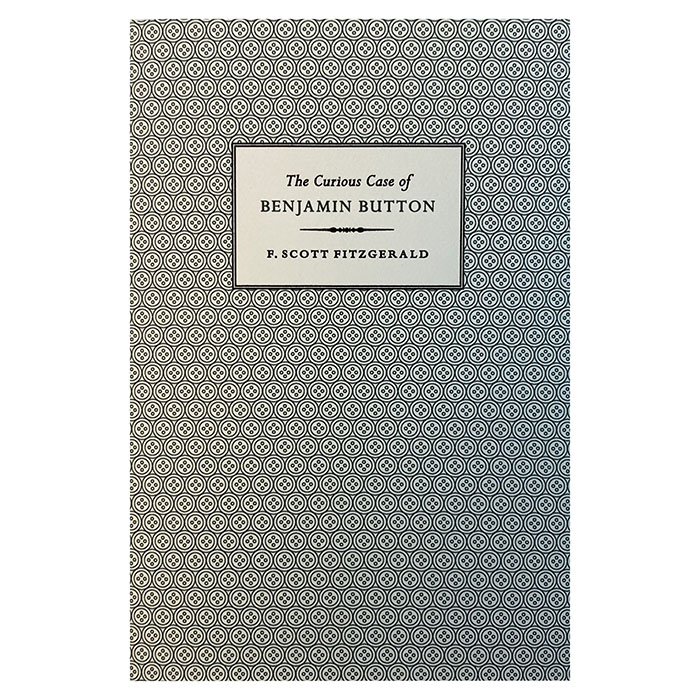 The Curious Case of
BENJAMIN BUTTON
F. SCOTT FITZGERALD